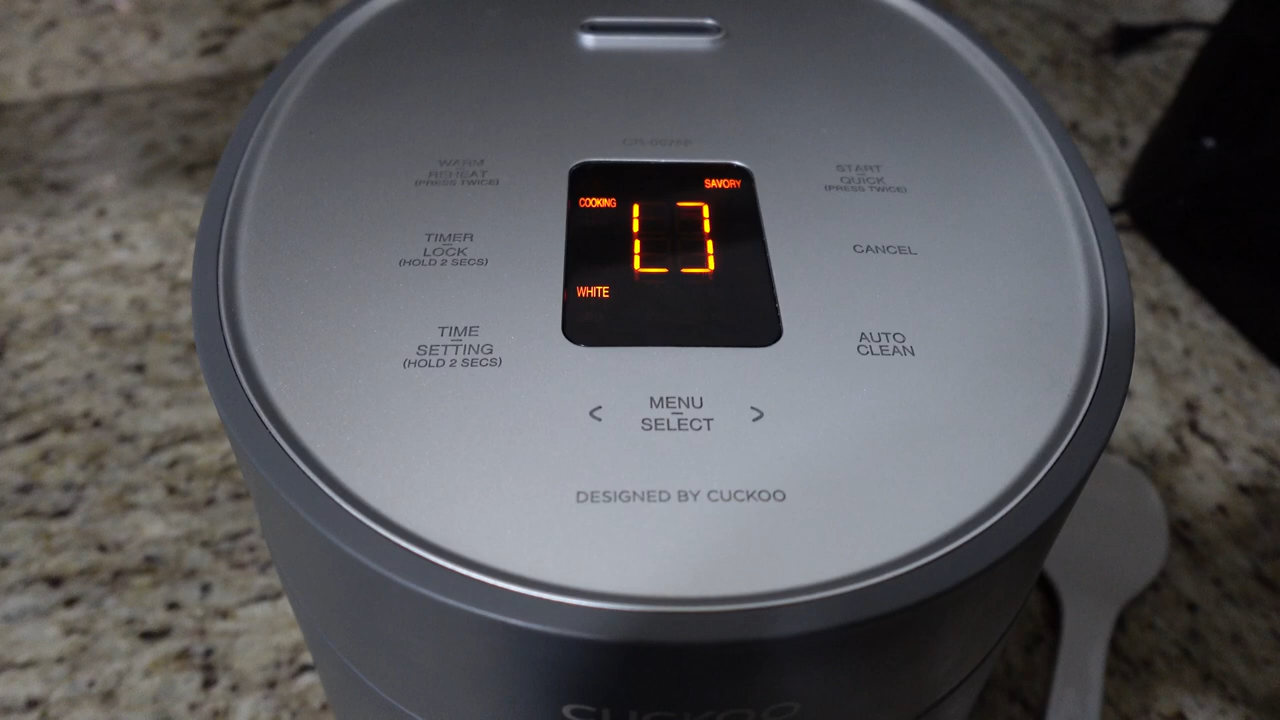 WARM
REHEAT
(PRESS TWICE)
TIMER
LOCK
(HOLD 2 SECS)
TIME
SETTING
(HOLD 2 SECS)
SAVORY
COOKING
WHITE
START
QUICK
(PRESS TWICE)
CANCEL
AUTO
CLEAN
< MENU >
SELECT
DESIGNED BY CUCKOO
CUCKOO